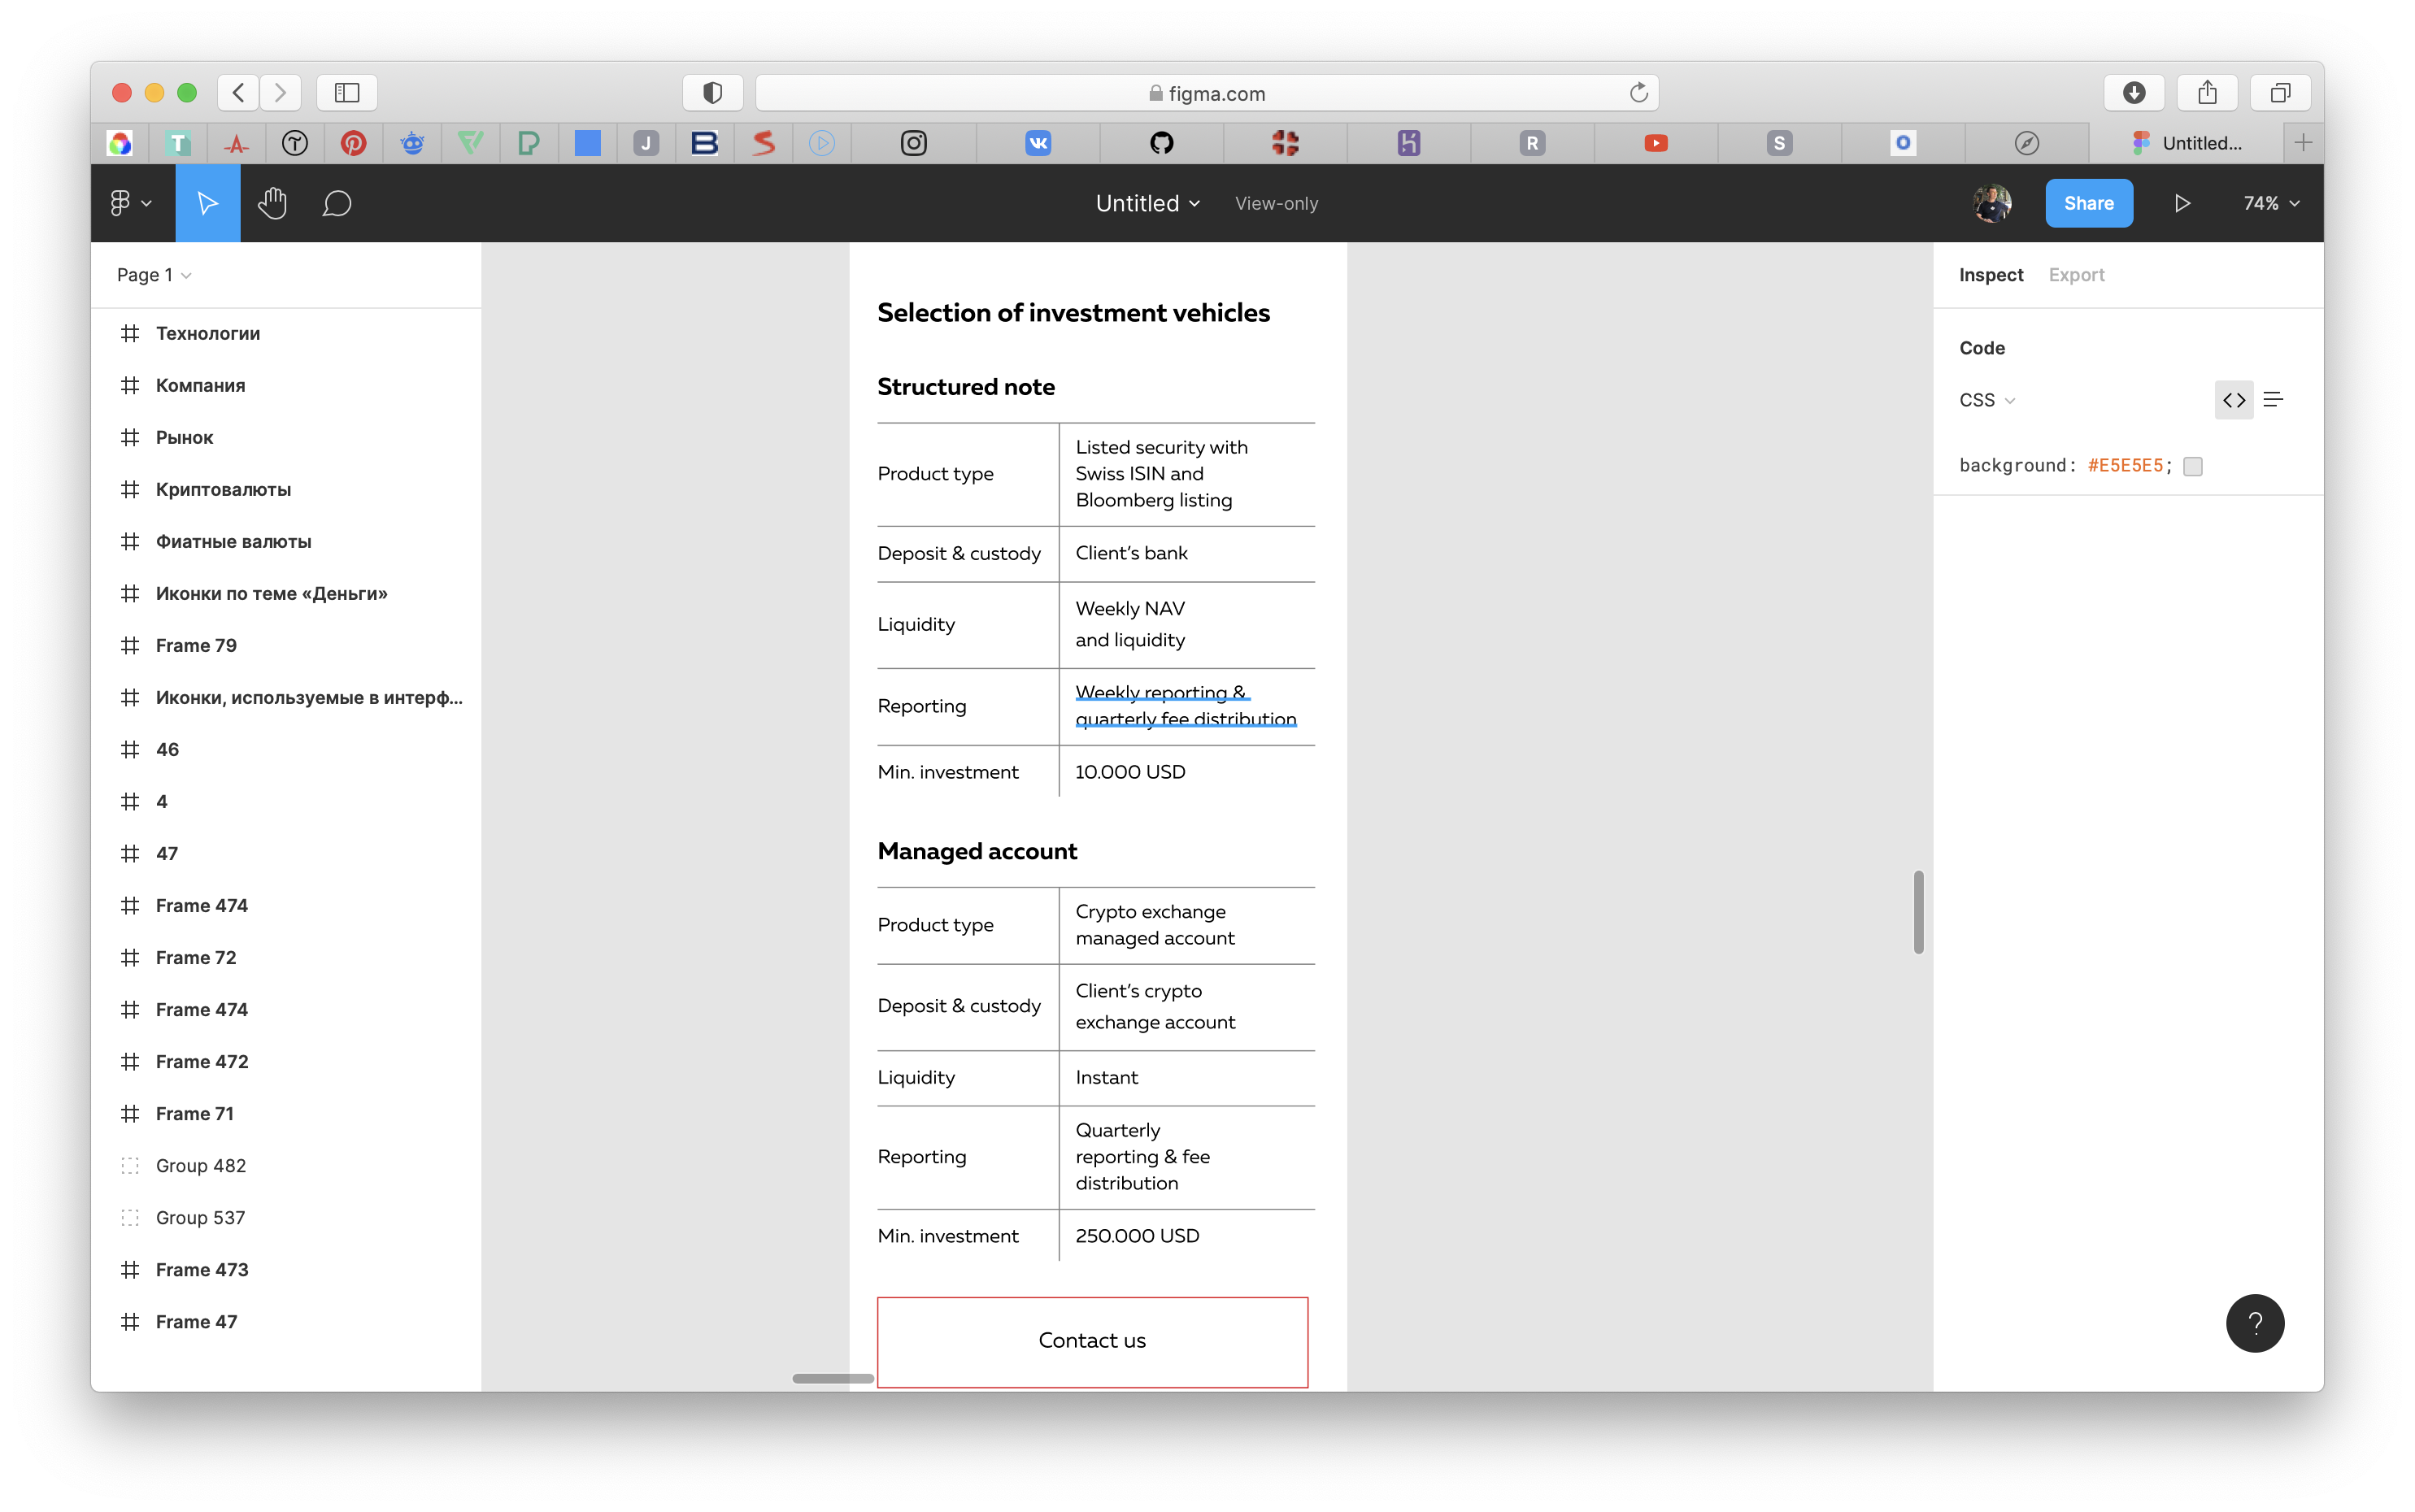 figma.com
T
J
B
S
VK
R
S
O
Untitled...
Untitled
View-only
Share
74%
Page 1
Технологии
Компания
Рынок
Криптовалюты
Фиатные валюты
Иконки по теме «Деньги»
Frame 79
Иконки, используемые в интерф...
46
4
47
Frame 474
Frame 72
Frame 474
Frame 472
Frame 71
Group 482
Group 537
Frame 473
Frame 47
Selection of investment vehicles
Structured note
Product type
Listed security with
Swiss ISIN and
Bloomberg listing
Deposit & custody
Client’s bank
Liquidity
Weekly NAV
and liquidity
Reporting
Weekly reporting &
quarterly fee distribution
Min. investment
10.000 USD
Managed account
Product type
Crypto exchange
managed account
Deposit & custody
Client’s crypto
exchange account
Liquidity
Instant
Reporting
Quarterly
reporting & fee
distribution
Min. investment
250.000 USD
Contact us
Inspect
Export
Code
CSS
background: #E5E5E5;
?